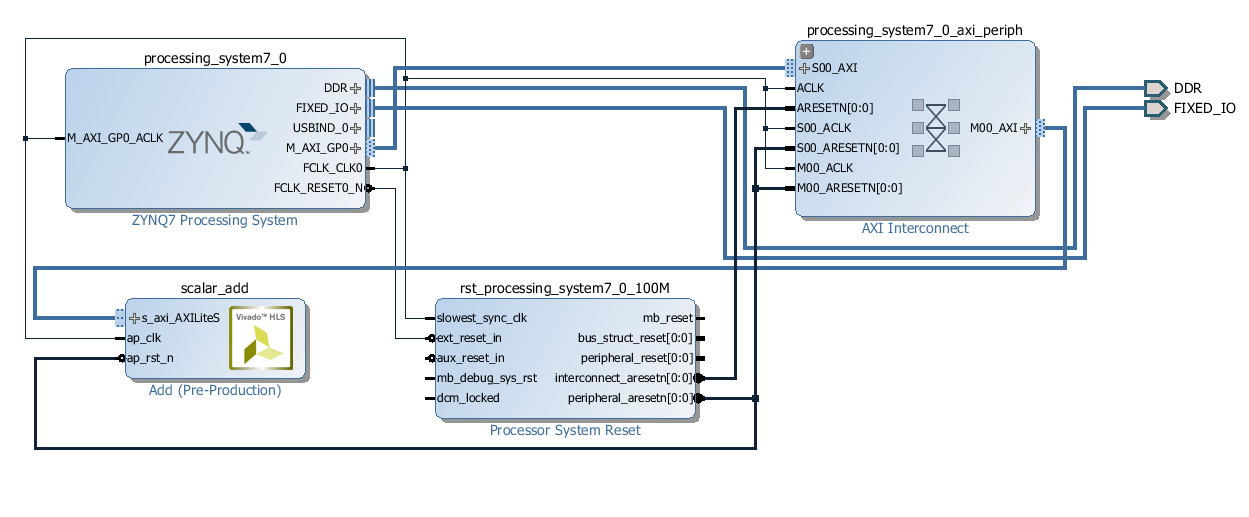 processing_system7_0
DDR
FIXED_IO
USBIND_0
M_AXI_GP0_ACLK
ZYNQ
M_AXI_GP0
FCLK_CLK0
FCLK_RESET0_N
ZYNQ7 Processing System
processing_system7_0_axi_periph
S00_AXI
ACLK
ARESETN[0:0]
S00_ACLK
M00_AXI
S00_ARESETN[0:0]
M00_ACLK
M00_ARESETN[0:0]
AXI Interconnect
DDR
FIXED_IO
scalar_add
s_axi_AXILiteS
Vivado™ HLS
ap_clk
ap_rst_n
Add (Pre-Production)
rst_processing_system7_0_100M
slowest_sync_clk
mb_reset
ext_reset_in
bus_struct_reset[0:0]
aux_reset_in
peripheral_reset[0:0]
mb_debug_sys_rst
interconnect_aresetn[0:0]
dcm_locked
peripheral_aresetn[0:0]
Processor System Reset